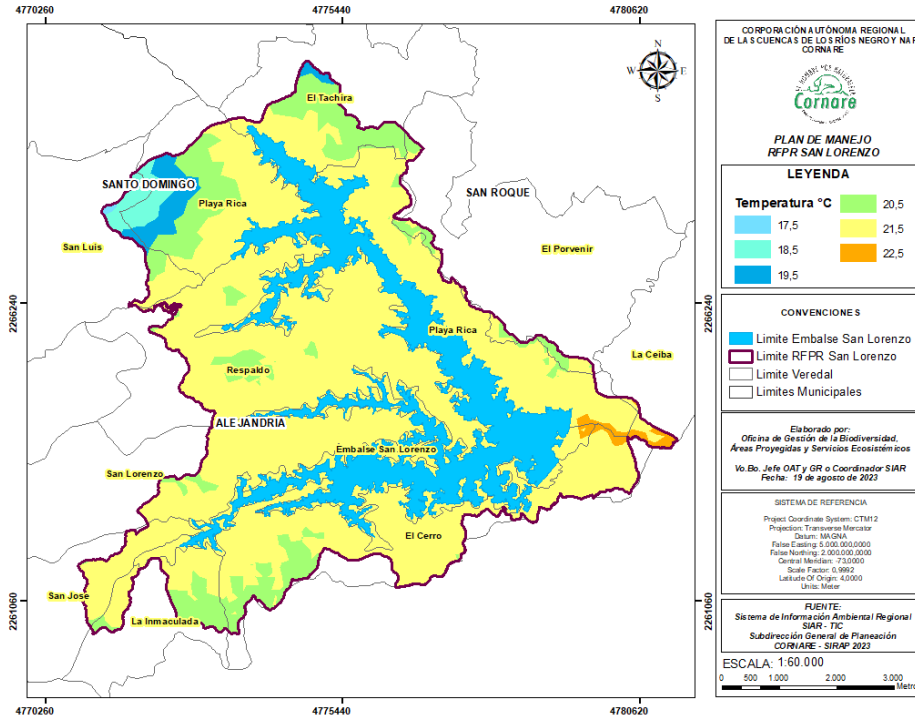 4770260
4775440
4780620
2266240
2261060
2266240
2261060
4770260
4775440
4780620
N
W
E
S
El Tachira
SANTO DOMINGO
Playa Rica
SAN ROQUE
San Luis
El Porvenir
Playa Rica
La Ceiba
Respaldo
ALEJANDRIA
Embalse San Lorenzo
San Lorenzo
El Cerro
San José
La Inmaculada
CORPORACIÓN AUTÓNOMA REGIONAL
DE LAS CUENCAS DE LOS RÍOS NEGRO Y NAR
CORNARE
Cornare
PLAN DE MANEJO
RFPR SAN LORENZO
LEYENDA
Temperatura °C
17,5
18,5
19,5
20,5
21,5
22,5
CONVENCIONES
Limite Embalse San Lorenzo
Limite RFPR San Lorenzo
Limite Veredal
Limites Municipales
Elaborado por:
Oficina de Gestión de la Biodiversidad,
Áreas Proyegidas y Servicios Ecosistémicos
Vo.Bo. Jefe OAT y GR o Coordinador SIAR
Fecha: 19 de agosto de 2023
SISTEMA DE REFERENCIA
Project Coordinate System: CTM12
Projection: Transverse Mercator
Datum: MAGNA
False Easting: 5.000.000,0000
False Northing: 2.000.000,0000
Central Meridien: -73,0000
Scale Factor: 0,9992
Latitude Of Origin: 4,0000
Units: Meter
FUENTE:
Sistema de Información Ambiental Regional
SIAR - TIC
Subdirección General de Planeación
CORNARE - SIRAP 2023
ESCALA: 1:60.000
0 500 1.000 2.000 3.000
Metro